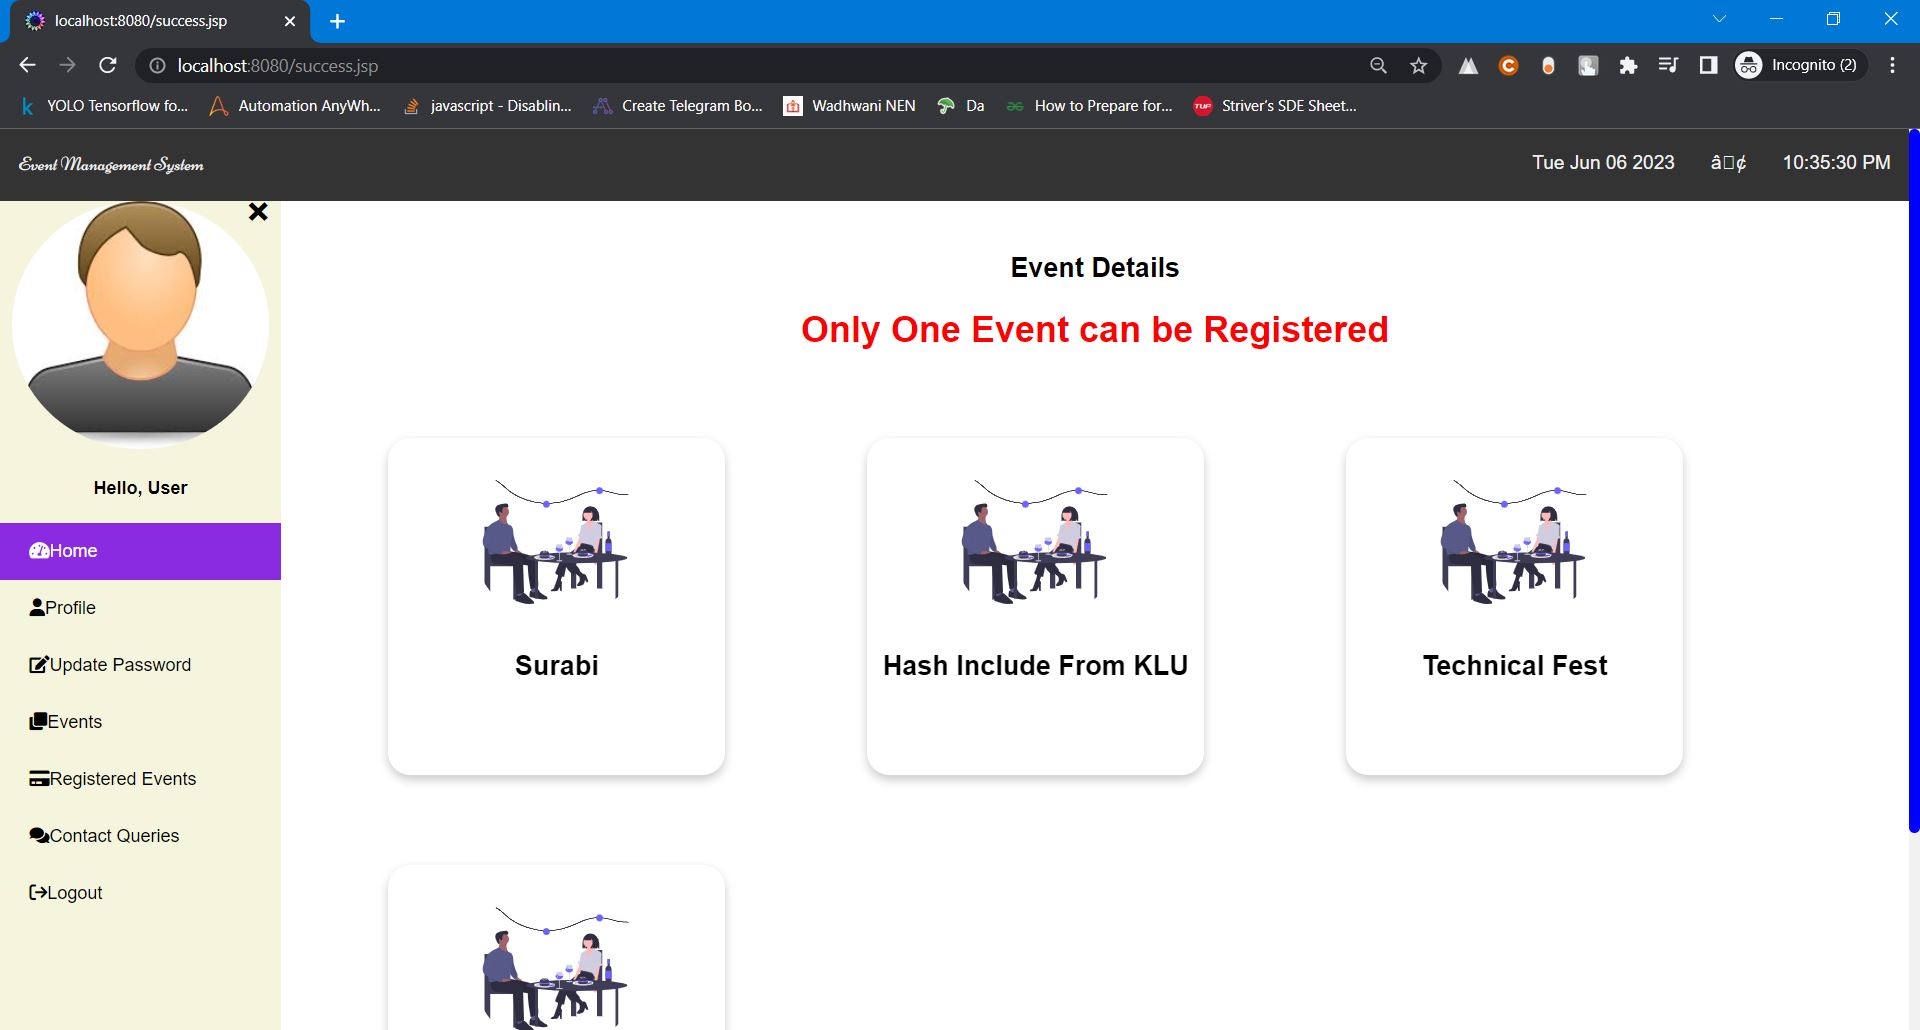 localhost:8080/success.jsp
localhost:8080/success.jsp
Incognito (2)
YOLO Tensorflow fo...
Automation AnyWh...
javascript - Disablin...
Create Telegram Bo...
Wadhwani NEN
Da
How to Prepare for...
TUF
Striver's SDE Sheet...
Event Management System
Tue Jun 06 2023 â□¢ 10:35:30 PM
Hello, User
Home
Profile
Update Password
Events
Registered Events
Contact Queries
Logout
Event Details
Only One Event can be Registered
Surabi
Hash Include From KLU
Technical Fest